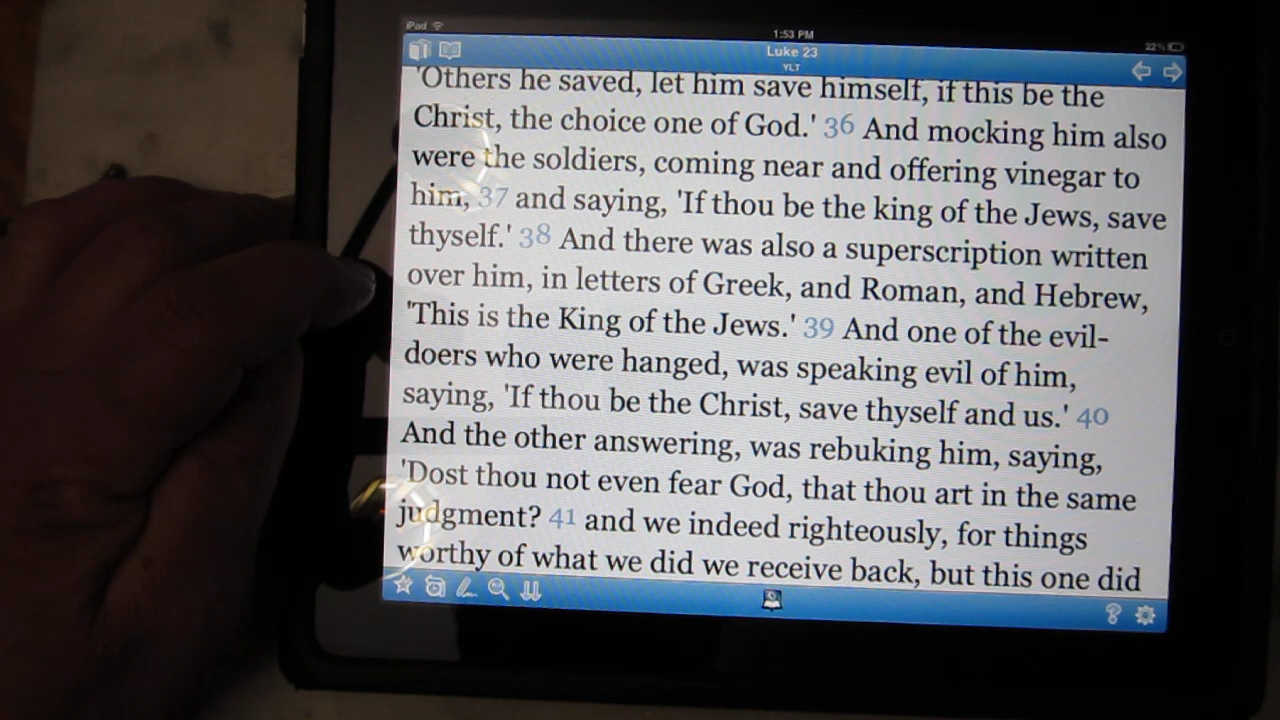 iPad
1:53 PM
22%
Luke 23
YLT
'Others he saved, let him save himself, if this be the
Christ, the choice one of God.' 36 And mocking him also
were the soldiers, coming near and offering vinegar to
him, 37 and saying, 'If thou be the king of the Jews, save
thyself.' 38 And there was also a superscription written
over him, in letters of Greek, and Roman, and Hebrew,
'This is the King of the Jews.' 39 And one of the evil-
doers who were hanged, was speaking evil of him,
saying, 'If thou be the Christ, save thyself and us.' 40
And the other answering, was rebuking him, saying,
'Dost thou not even fear God, that thou art in the same
judgment? 41 and we indeed righteously, for things
worthy of what we did we receive back, but this one did